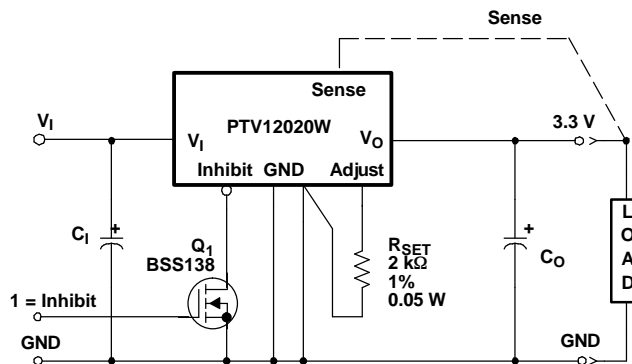 Sense
Sense
V_I
PTV12020W
3.3 V
V_I
V_O
Inhibit
GND
Adjust
C_I
Q_1
BSS138
R_SET
2 kΩ
1%
0.05 W
C_O
LOAD
1 = Inhibit
GND
GND